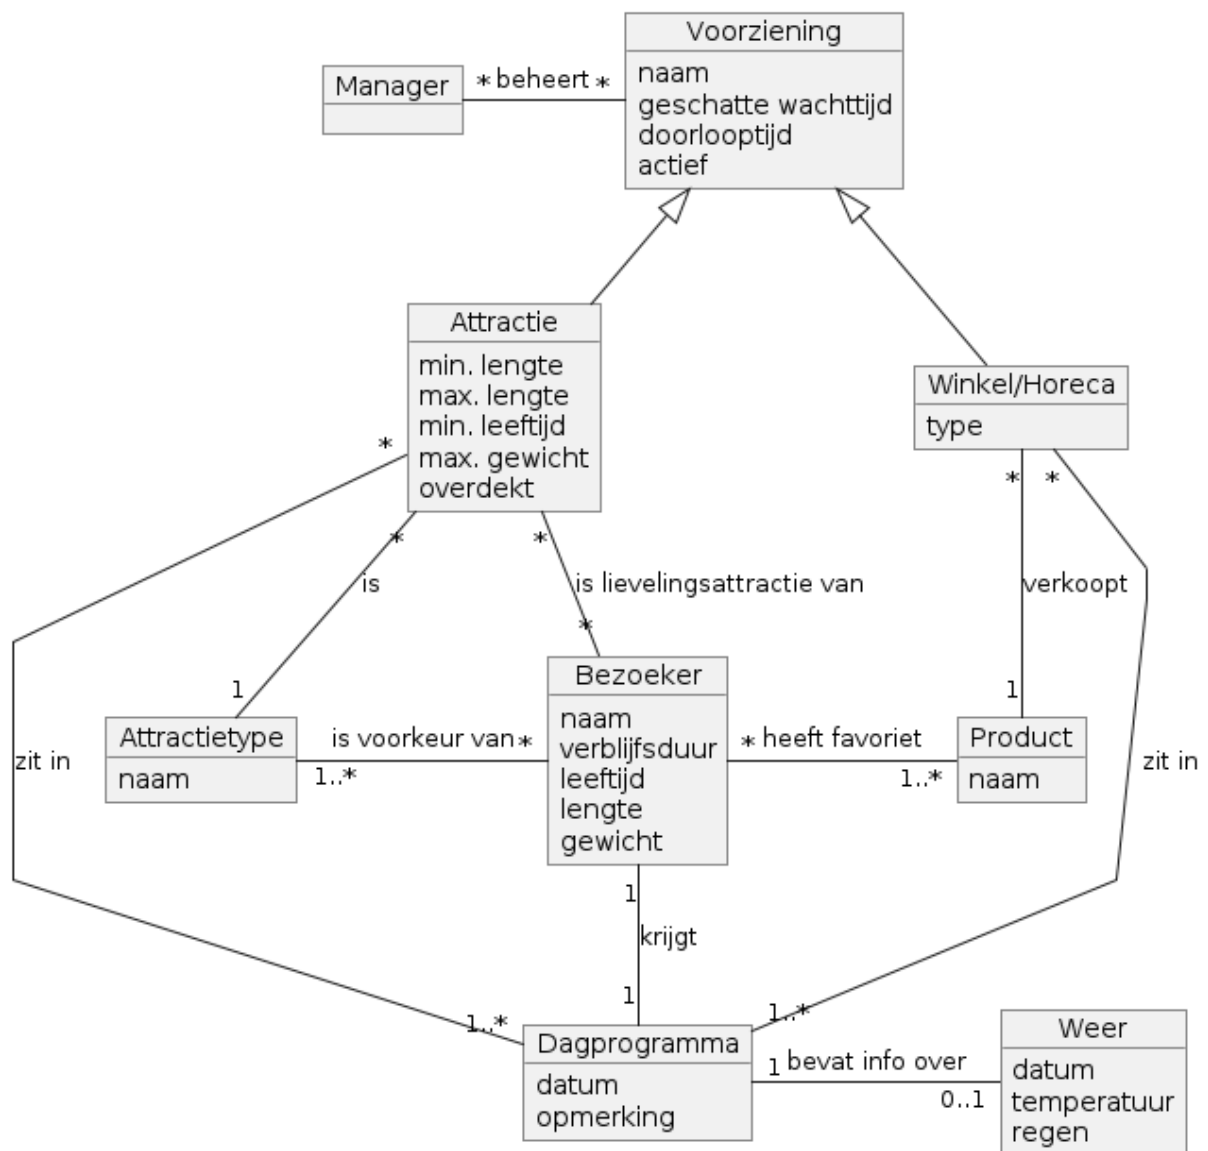 Voorziening
naam
geschatte wachttijd
doorlooptijd
actief
Manager
* beheert *
Attractie
min. lengte
max. lengte
min. leeftijd
max. gewicht
overdekt
Winkel/Horeca
type
*
*
*
*
*
is
is lievelingsattractie van
verkoopt
*
1
1
Bezoeker
naam
verblijfsduur
leeftijd
lengte
gewicht
Attractietype
naam
is voorkeur van *
1..*
* heeft favoriet
1..*
Product
naam
zit in
zit in
1
krijgt
1
1..*
1..*
Dagprogramma
datum
opmerking
1 bevat info over
0..1
Weer
datum
temperatuur
regen